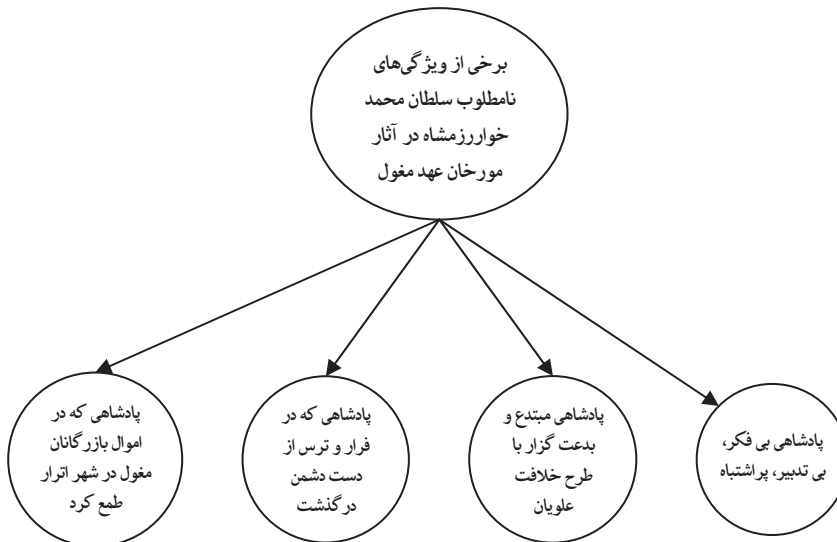 برخی از ویژگی‌های
نامطلوب سلطان محمد
خواررزمشاه در آثار
مورخان عهد مغول
پادشاهی بی فکر،
بی تدبیر، پراشتباه
پادشاهی مبتدع و
بدعت گزار با
طرح خلافت
علویان
پادشاهی که در
فرار و ترس از
دست دشمن
درگذشت
پادشاهی که در
اموال بازرگانان
مغول در شهر اترار
طمع کرد